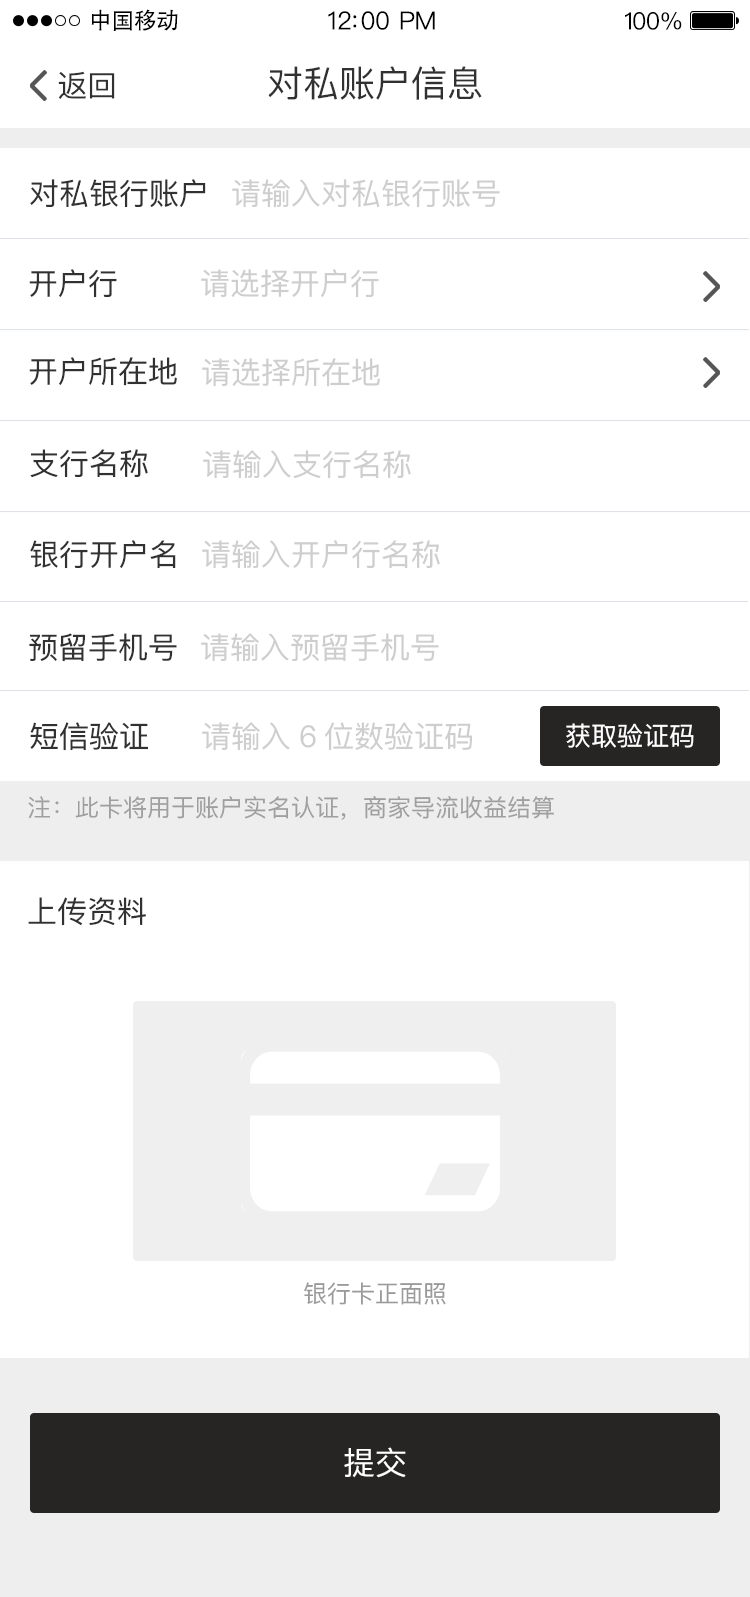 中国移动 12:00 PM 100%
返回 对私账户信息
对私银行账户 请输入对私银行账号
开户行 请选择开户行
开户所在地 请选择所在地
支行名称 请输入支行名称
银行开户名 请输入开户行名称
预留手机号 请输入预留手机号
短信验证 请输入 6 位数验证码 获取验证码
注：此卡将用于账户实名认证，商家导流收益结算
上传资料
银行卡正面照
提交